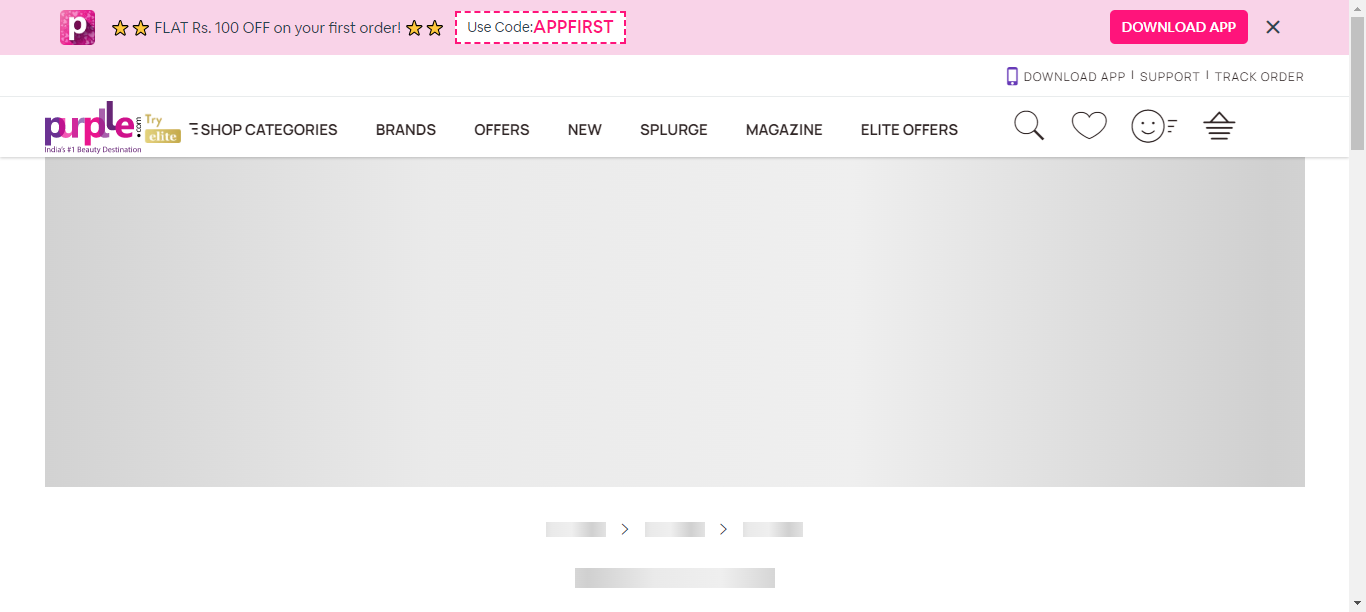 FLAT Rs. 100 OFF on your first order!
Use Code:APPFIRST
DOWNLOAD APP
DOWNLOAD APP | SUPPORT | TRACK ORDER
purplle.com
India's #1 Beauty Destination
Try
elite
SHOP CATEGORIES
BRANDS
OFFERS
NEW
SPLURGE
MAGAZINE
ELITE OFFERS